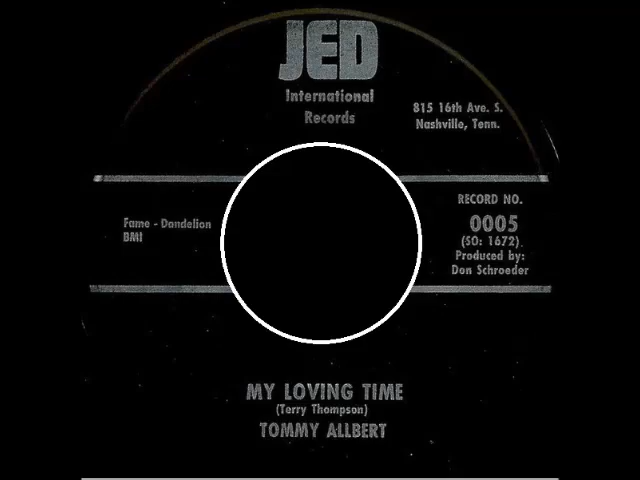 JED
International
Records
815 16th Ave. S.
Nashville, Tenn.
Fame - Dandelion
BMI
RECORD NO.
0005
(SO: 1672)
Produced by:
Don Schroeder
MY LOVING TIME
(Terry Thompson)
TOMMY ALLBERT